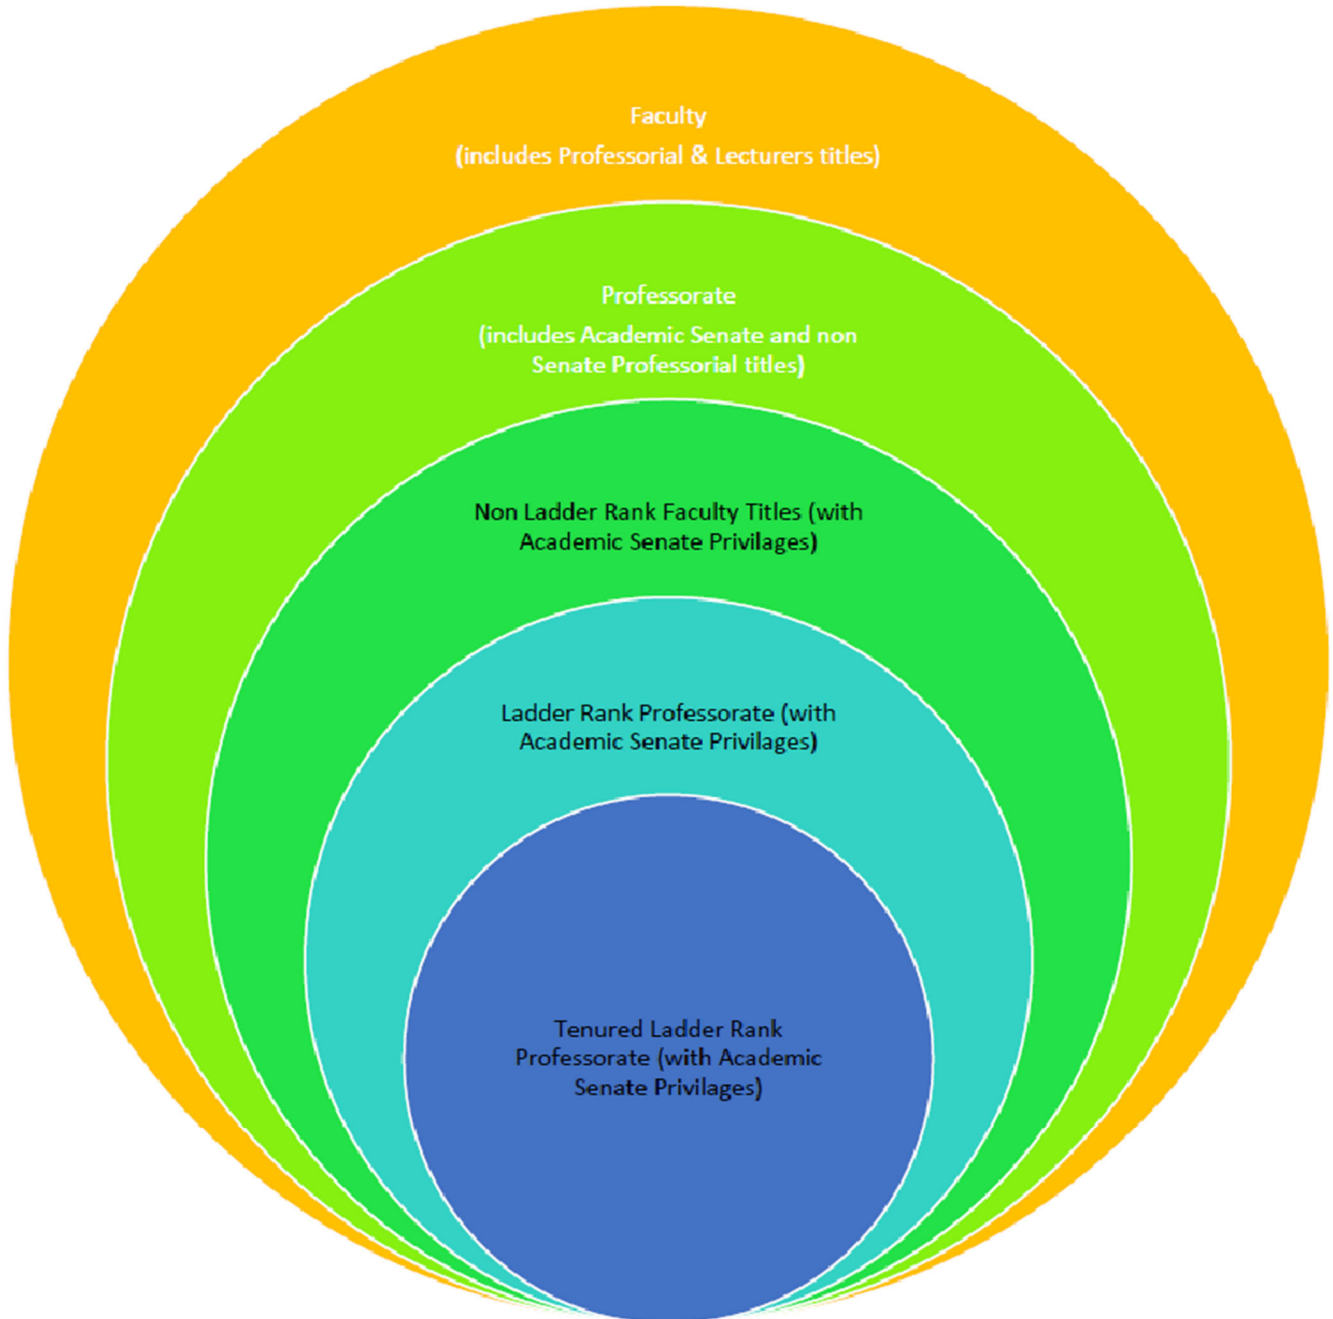 Faculty
(includes Professorial & Lecturers titles)
Professorate
(includes Academic Senate and non
Senate Professorial titles)
Non Ladder Rank Faculty Titles (with
Academic Senate Privilages)
Ladder Rank Professorate (with
Academic Senate Privilages)
Tenured Ladder Rank
Professorate (with Academic
Senate Privilages)